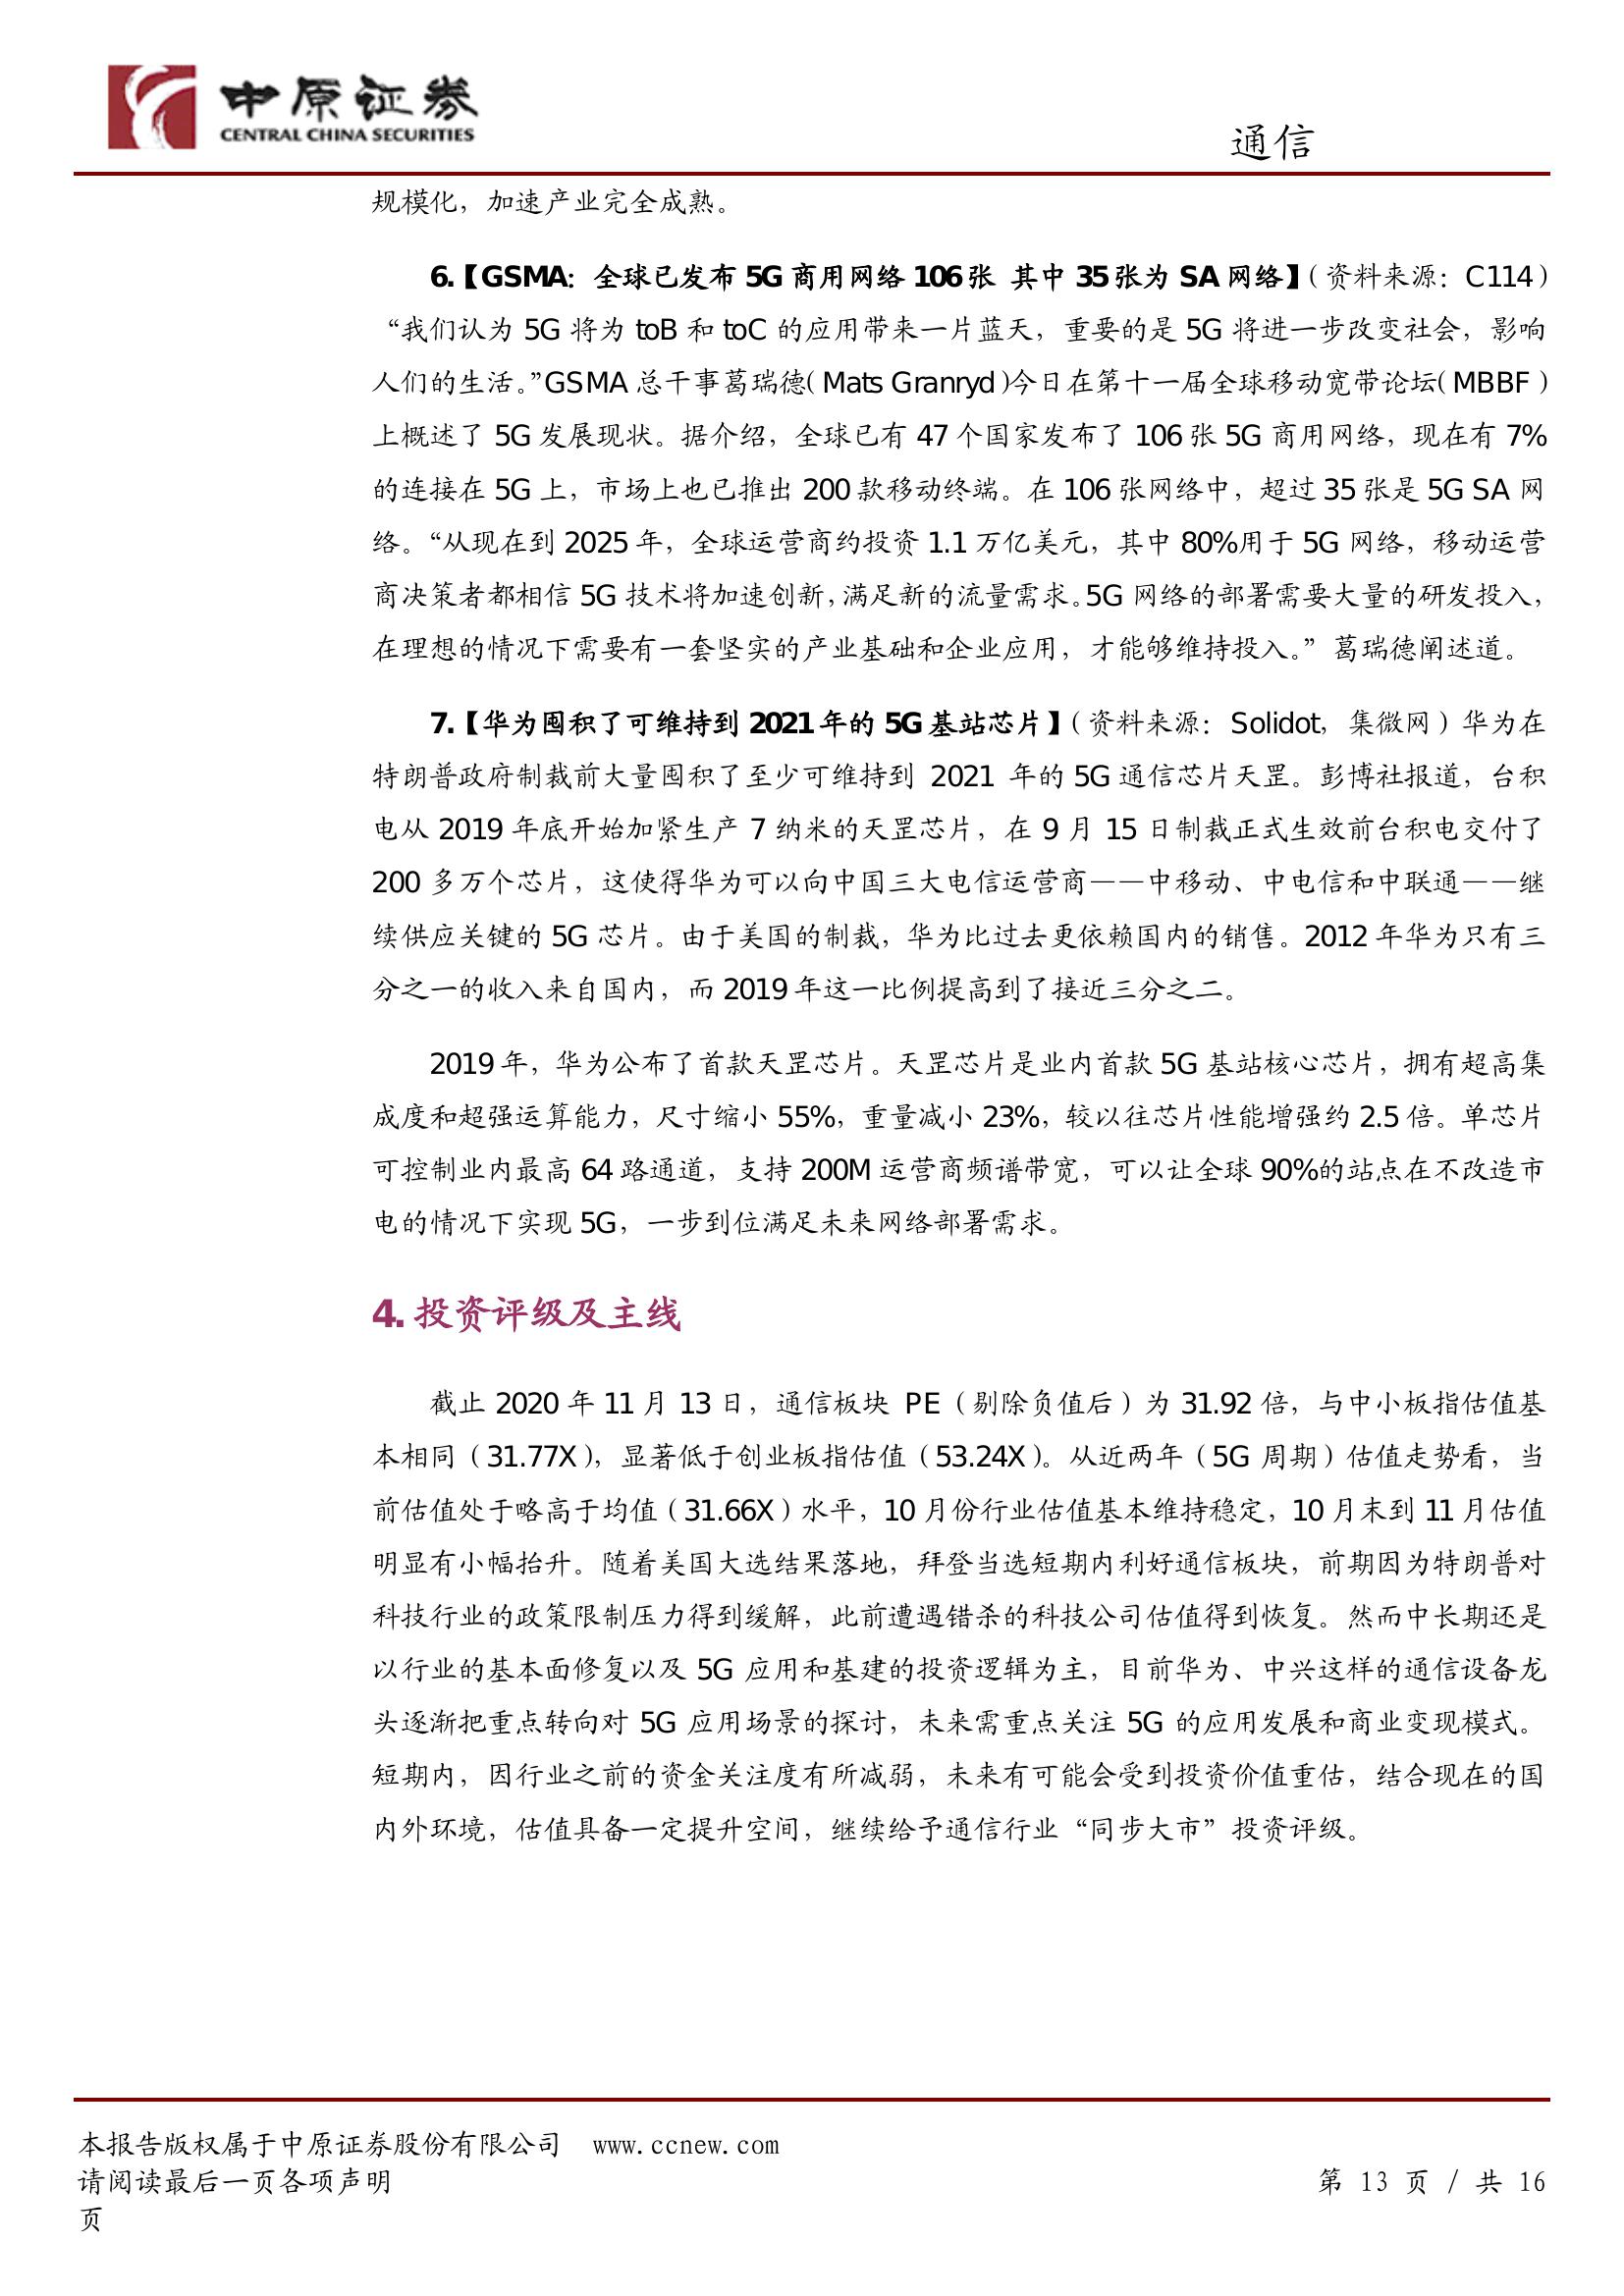 中原证券
CENTRAL CHINA SECURITIES
通信
规模化，加速产业完全成熟。
6.【GSMA：全球已发布 5G 商用网络 106 张 其中 35 张为 SA 网络】（资料来源：C114）
“我们认为 5G 将为 toB 和 toC 的应用带来一片蓝天，重要的是 5G 将进一步改变社会，影响
人们的生活。”GSMA 总干事葛瑞德（Mats Granryd）今日在第十一届全球移动宽带论坛（MBBF）
上概述了 5G 发展现状。据介绍，全球已有 47 个国家发布了 106 张 5G 商用网络，现在有 7%
的连接在 5G 上，市场上也已推出 200 款移动终端。在 106 张网络中，超过 35 张是 5G SA 网
络。“从现在到 2025 年，全球运营商约投资 1.1 万亿美元，其中 80%用于 5G 网络，移动运营
商决策者都相信 5G 技术将加速创新，满足新的流量需求。5G 网络的部署需要大量的研发投入，
在理想的情况下需要有一套坚实的产业基础和企业应用，才能够维持投入。” 葛瑞德阐述道。
7.【华为囤积了可维持到 2021 年的 5G 基站芯片】（资料来源：Solidot，集微网）华为在
特朗普政府制裁前大量囤积了至少可维持到 2021 年的 5G 通信芯片天罡。彭博社报道，台积
电从 2019 年底开始加紧生产 7 纳米的天罡芯片，在 9 月 15 日制裁正式生效前台积电交付了
200 多万个芯片，这使得华为可以向中国三大电信运营商——中移动、中电信和中联通——继
续供应关键的 5G 芯片。由于美国的制裁，华为比过去更依赖国内的销售。2012 年华为只有三
分之一的收入来自国内，而 2019 年这一比例提高到了接近三分之二。
2019 年，华为公布了首款天罡芯片。天罡芯片是业内首款 5G 基站核心芯片，拥有超高集
成度和超强运算能力，尺寸缩小 55%，重量减小 23%，较以往芯片性能增强约 2.5 倍。单芯片
可控制业内最高 64 路通道，支持 200M 运营商频谱带宽，可以让全球 90%的站点在不改造市
电的情况下实现 5G，一步到位满足未来网络部署需求。
4. 投资评级及主线
截止 2020 年 11 月 13 日，通信板块 PE（剔除负值后）为 31.92 倍，与中小板指估值基
本相同（31.77X），显著低于创业板指估值（53.24X）。从近两年（5G 周期）估值走势看，当
前估值处于略高于均值（31.66X）水平，10 月份行业估值基本维持稳定，10 月末到 11 月估值
明显有小幅抬升。随着美国大选结果落地，拜登当选短期内利好通信板块，前期因为特朗普对
科技行业的政策限制压力得到缓解，此前遭遇错杀的科技公司估值得到恢复。然而中长期还是
以行业的基本面修复以及 5G 应用和基建的投资逻辑为主，目前华为、中兴这样的通信设备龙
头逐渐把重点转向对 5G 应用场景的探讨，未来需重点关注 5G 的应用发展和商业变现模式。
短期内，因行业之前的资金关注度有所减弱，未来有可能会受到投资价值重估，结合现在的国
内外环境，估值具备一定提升空间，继续给予通信行业“同步大市”投资评级。
本报告版权属于中原证券股份有限公司 www.ccnew.com
请阅读最后一页各项声明 第 13 页 / 共 16
页